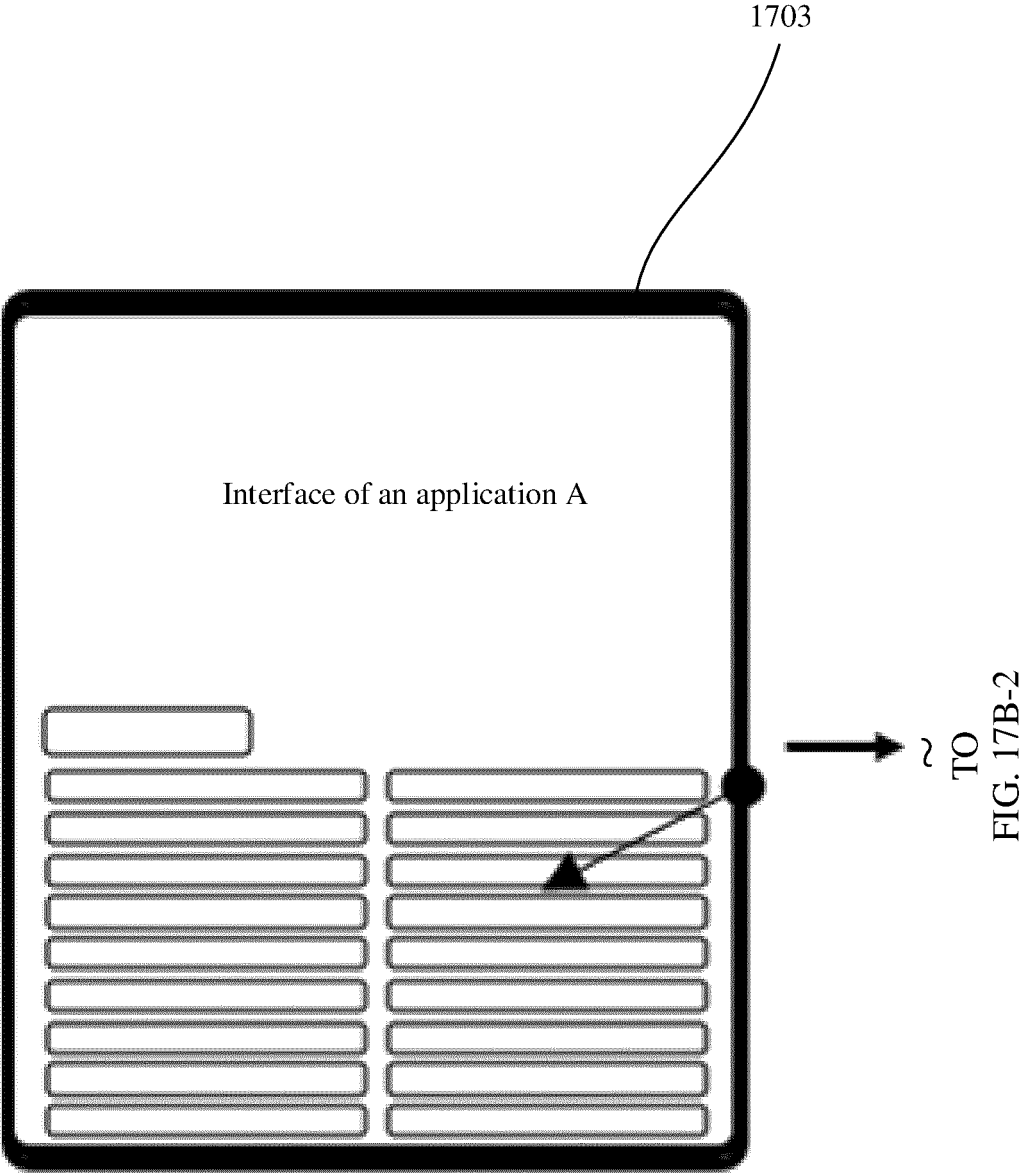 1703
Interface of an application A
~
TO
FIG. 17B-2